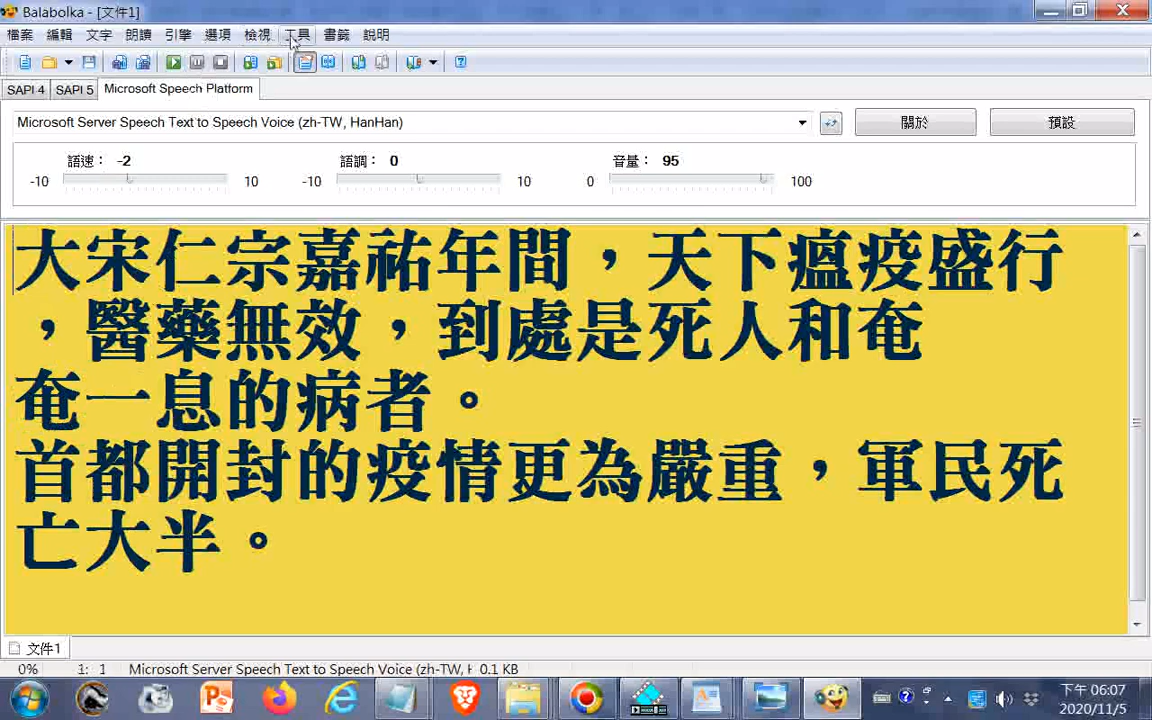 Balabolka - [文件1]
檔案 編輯 文字 朗讀 引擎 選項 檢視 工具 書籤 說明
SAPI 4 SAPI 5 Microsoft Speech Platform
Microsoft Server Speech Text to Speech Voice (zh-TW, HanHan) 關於 預設
語速： -2 語調： 0 音量： 95
-10 10 -10 10 0 100
大宋仁宗嘉祐年間，天下瘟疫盛行
，醫藥無效，到處是死人和奄
奄一息的病者。
首都開封的疫情更為嚴重，軍民死
亡大半。
文件1
0% 1: 1 Microsoft Server Speech Text to Speech Voice (zh-TW, H 0.1 KB
下午 06:07
2020/11/5